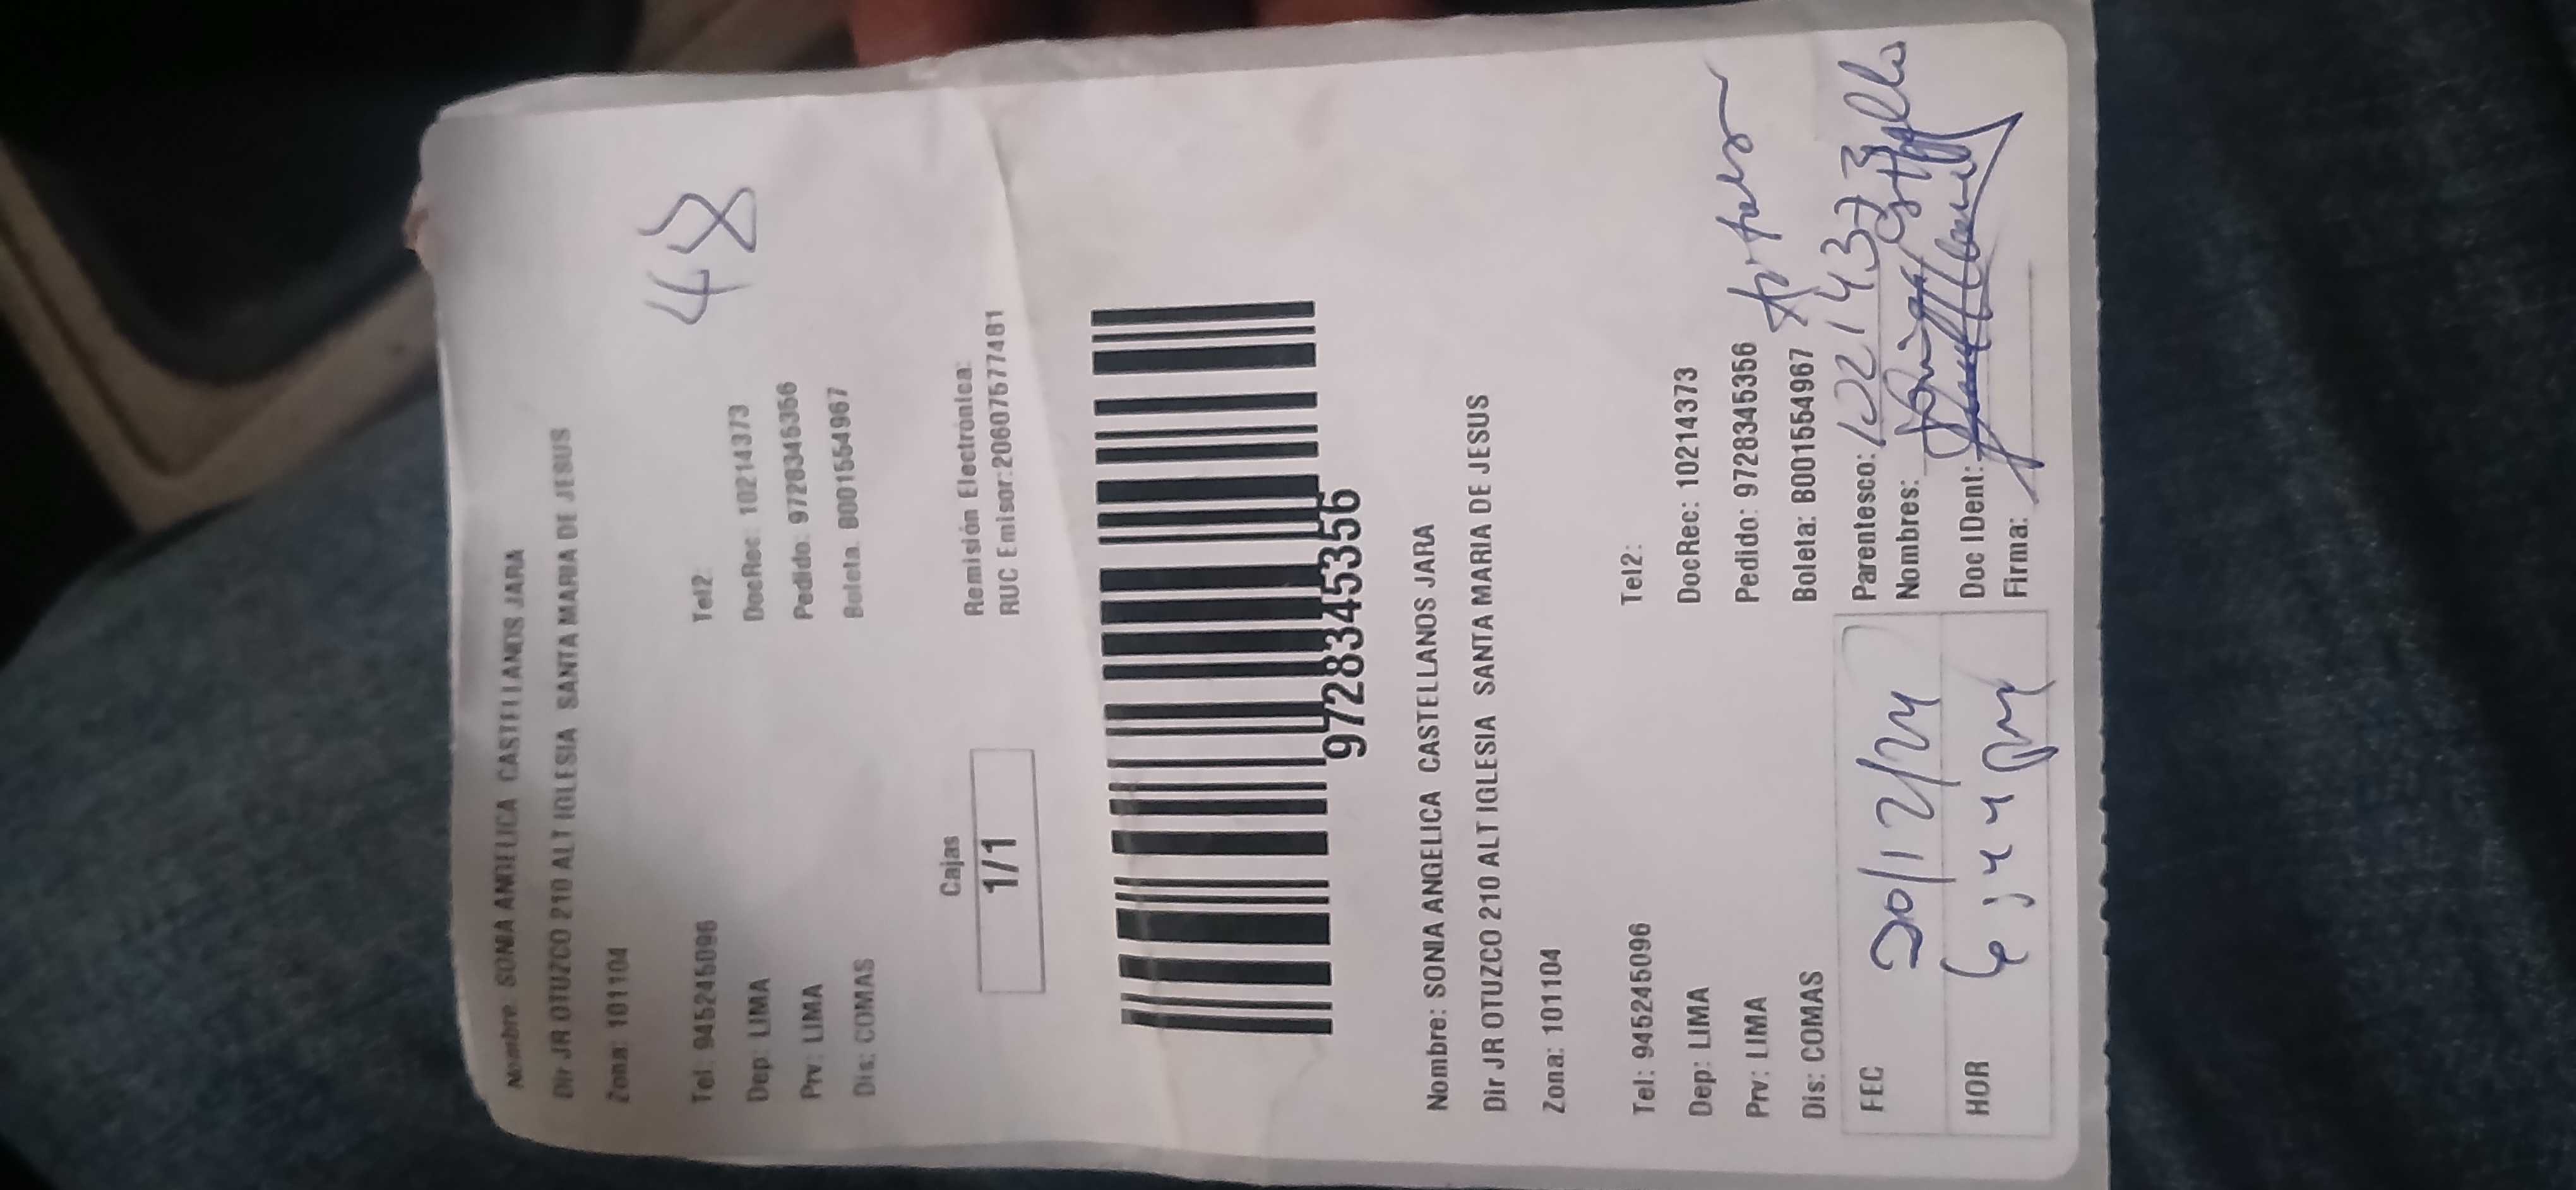 Nombre: SONIA ANGELICA CASTELLANOS JARA
Dir JR OTUZCO 210 ALT IGLESIA SANTA MARIA DE JESUS
Zona: 101104
48
Tel: 945245096 Tel2:
Dep: LIMA DocRec: 10214373
Prv: LIMA Pedido: 9728345356
Dis: COMAS Boleta: B001554967
Cajas Remisión Electrónica:
1/1 RUC Emisor:20607577481
9728345356
Nombre: SONIA ANGELICA CASTELLANOS JARA
Dir JR OTUZCO 210 ALT IGLESIA SANTA MARIA DE JESUS
Zona: 101104
Tel: 945245096 Tel2:
Dep: LIMA DocRec: 10214373
Prv: LIMA Pedido: 9728345356
Dis: COMAS Boleta: B001554967
FEC 20/12/24 Parentesco:
Nombres:
HOR 6:44 PM Doc IDent:
Firma: